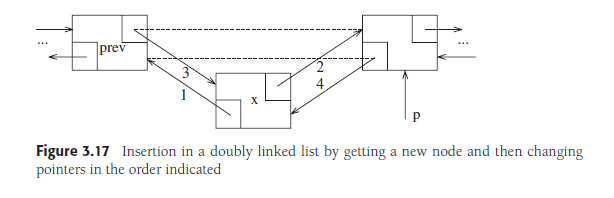 ...
prev
...
3
2
1
x
4
p
Figure 3.17 Insertion in a doubly linked list by getting a new node and then changing
pointers in the order indicated